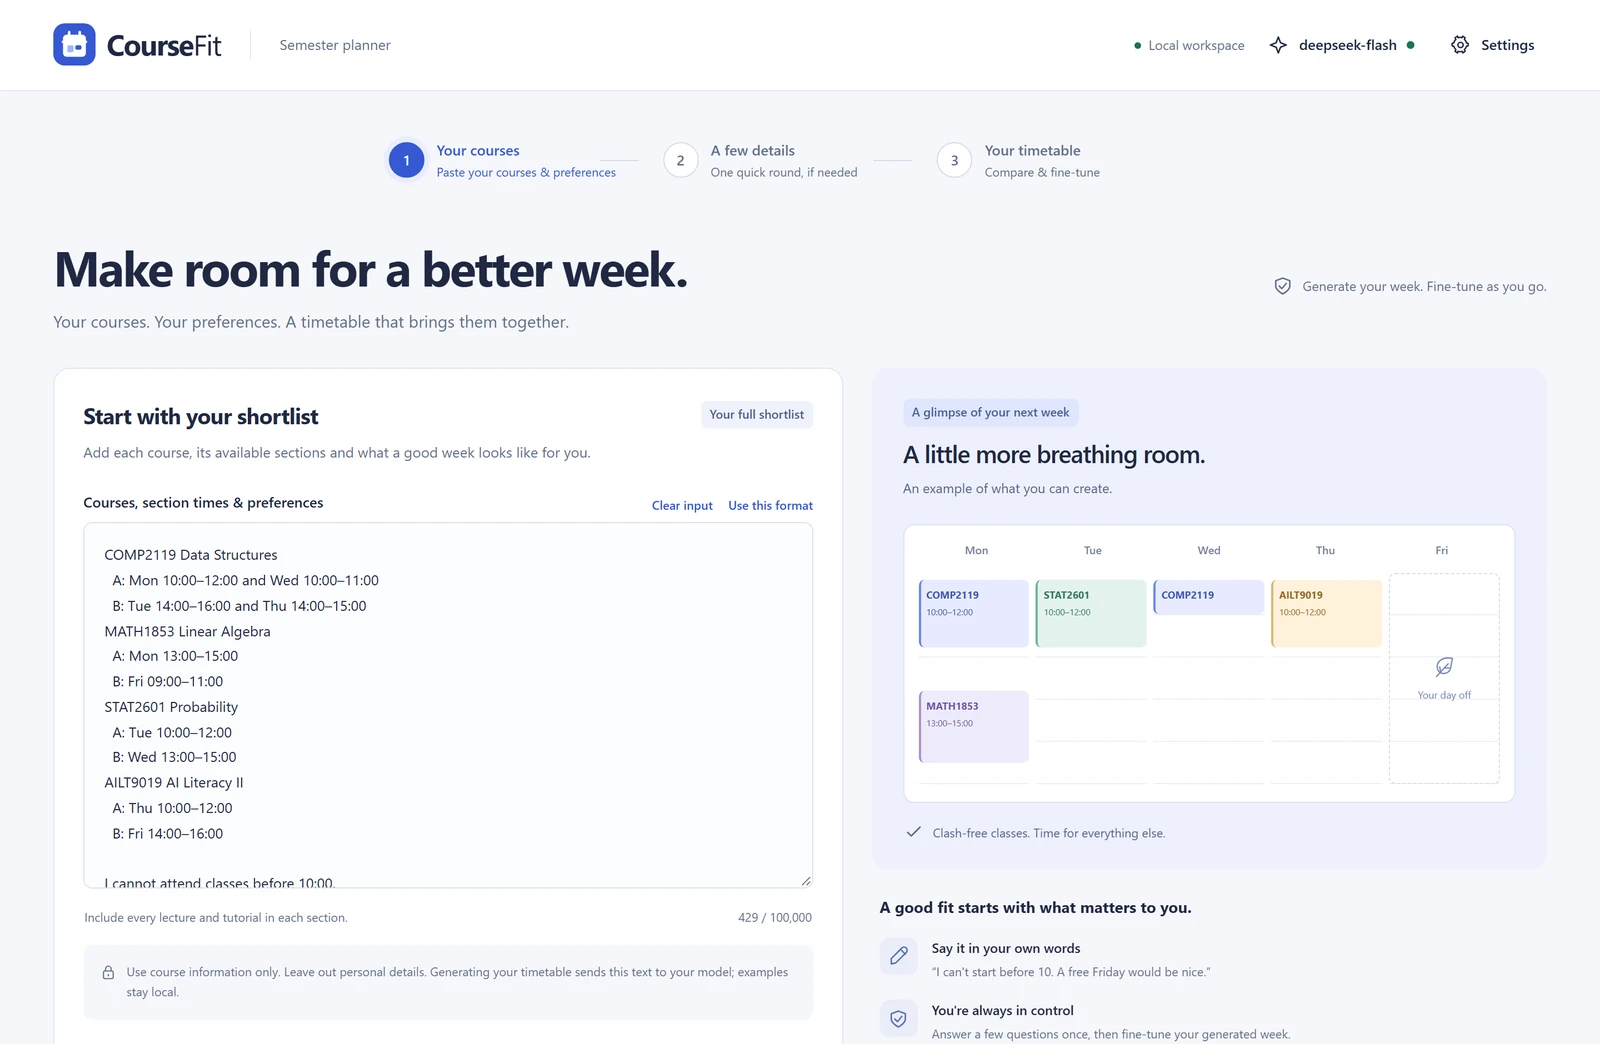 CourseFit
Semester planner
Local workspace
deepseek-flash
Settings
1
Your courses
Paste your courses & preferences
2
A few details
One quick round, if needed
3
Your timetable
Compare & fine-tune
Make room for a better week.
Your courses. Your preferences. A timetable that brings them together.
Generate your week. Fine-tune as you go.
Start with your shortlist
Your full shortlist
Add each course, its available sections and what a good week looks like for you.
Courses, section times & preferences
Clear input
Use this format
COMP2119 Data Structures
A: Mon 10:00–12:00 and Wed 10:00–11:00
B: Tue 14:00–16:00 and Thu 14:00–15:00
MATH1853 Linear Algebra
A: Mon 13:00–15:00
B: Fri 09:00–11:00
STAT2601 Probability
A: Tue 10:00–12:00
B: Wed 13:00–15:00
AILT9019 AI Literacy II
A: Thu 10:00–12:00
B: Fri 14:00–16:00
I cannot attend classes before 10:00.
Include every lecture and tutorial in each section.
429 / 100,000
Use course information only. Leave out personal details. Generating your timetable sends this text to your model; examples
stay local.
A glimpse of your next week
A little more breathing room.
An example of what you can create.
Mon
Tue
Wed
Thu
Fri
COMP2119
10:00–12:00
STAT2601
10:00–12:00
COMP2119
AILT9019
10:00–12:00
Your day off
MATH1853
13:00–15:00
Clash-free classes. Time for everything else.
A good fit starts with what matters to you.
Say it in your own words
“I can't start before 10. A free Friday would be nice.”
You're always in control
Answer a few questions once, then fine-tune your generated week.